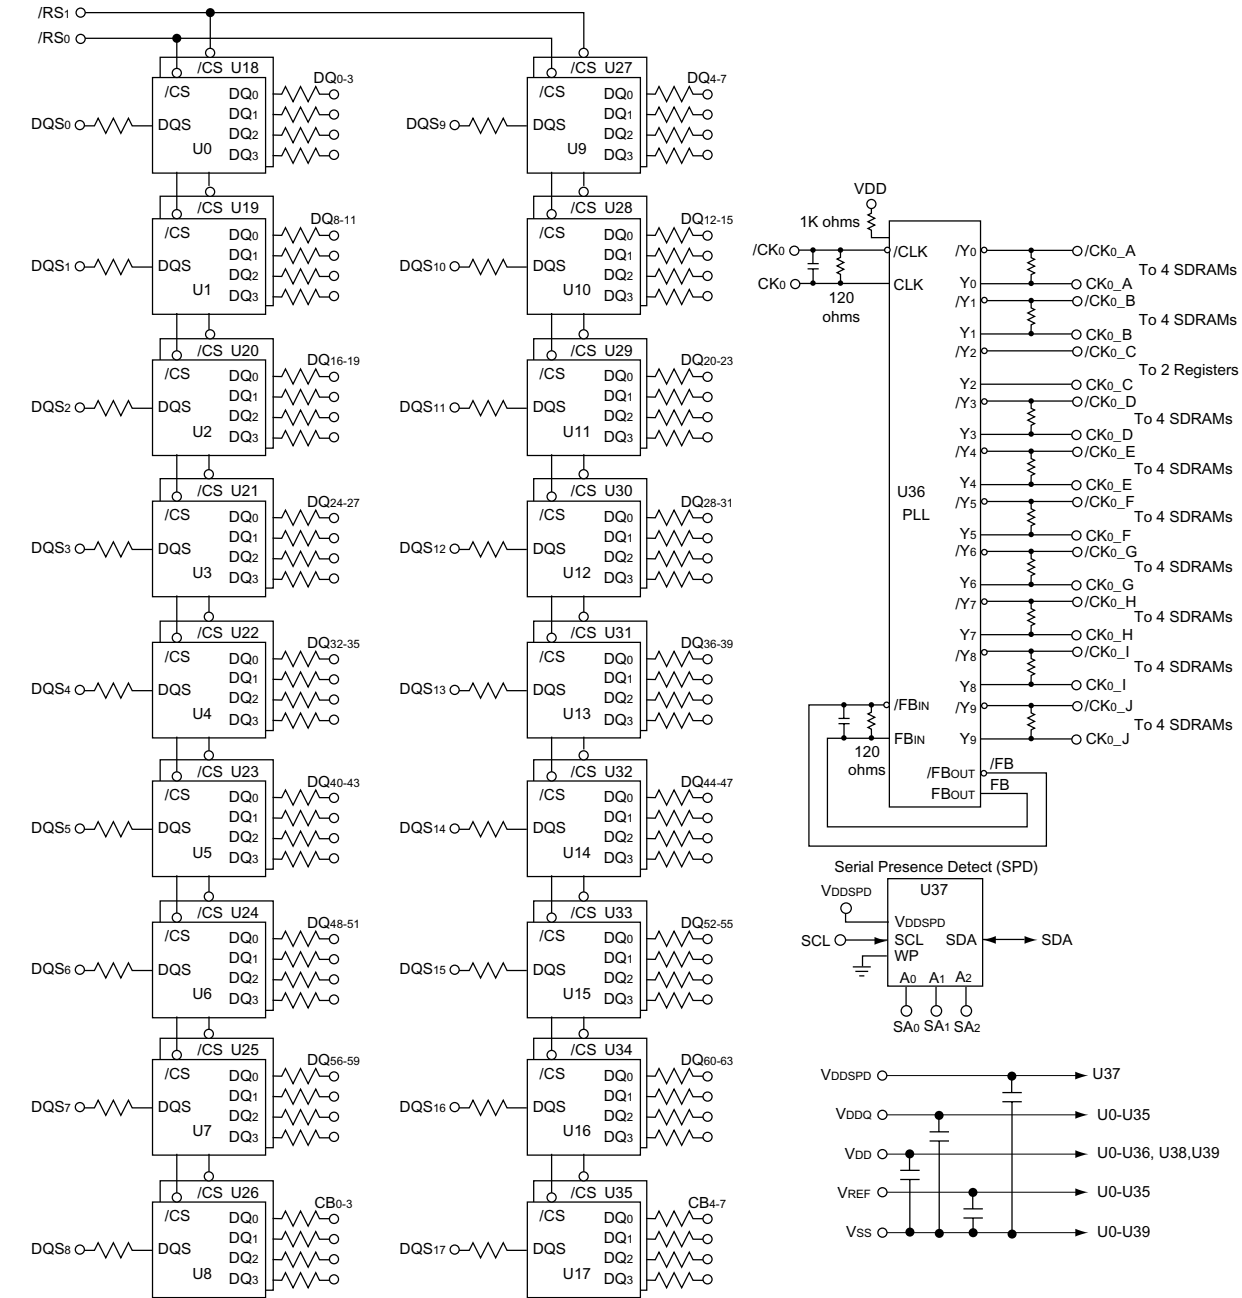 /RS1
/RS0
/CS U18
/CS
DQS0
DQS
U0
DQ0-3
DQ0
DQ1
DQ2
DQ3
/CS U19
/CS
DQS1
DQS
U1
DQ8-11
DQ0
DQ1
DQ2
DQ3
/CS U20
/CS
DQS2
DQS
U2
DQ16-19
DQ0
DQ1
DQ2
DQ3
/CS U21
/CS
DQS3
DQS
U3
DQ24-27
DQ0
DQ1
DQ2
DQ3
/CS U22
/CS
DQS4
DQS
U4
DQ32-35
DQ0
DQ1
DQ2
DQ3
/CS U23
/CS
DQS5
DQS
U5
DQ40-43
DQ0
DQ1
DQ2
DQ3
/CS U24
/CS
DQS6
DQS
U6
DQ48-51
DQ0
DQ1
DQ2
DQ3
/CS U25
/CS
DQS7
DQS
U7
DQ56-59
DQ0
DQ1
DQ2
DQ3
/CS U26
/CS
DQS8
DQS
U8
CB0-3
DQ0
DQ1
DQ2
DQ3
/CS U27
/CS
DQS9
DQS
U9
DQ4-7
DQ0
DQ1
DQ2
DQ3
/CS U28
/CS
DQS10
DQS
U10
DQ12-15
DQ0
DQ1
DQ2
DQ3
/CS U29
/CS
DQS11
DQS
U11
DQ20-23
DQ0
DQ1
DQ2
DQ3
/CS U30
/CS
DQS12
DQS
U12
DQ28-31
DQ0
DQ1
DQ2
DQ3
/CS U31
/CS
DQS13
DQS
U13
DQ36-39
DQ0
DQ1
DQ2
DQ3
/CS U32
/CS
DQS14
DQS
U14
DQ44-47
DQ0
DQ1
DQ2
DQ3
/CS U33
/CS
DQS15
DQS
U15
DQ52-55
DQ0
DQ1
DQ2
DQ3
/CS U34
/CS
DQS16
DQS
U16
DQ60-63
DQ0
DQ1
DQ2
DQ3
/CS U35
/CS
DQS17
DQS
U17
CB4-7
DQ0
DQ1
DQ2
DQ3
VDD
1K ohms
/CK0
CK0
120
ohms
/CLK
CLK
U36
PLL
/FBIN
FBIN
120
ohms
/Y0
/CK0_A
To 4 SDRAMs
Y0
CK0_A
/Y1
/CK0_B
To 4 SDRAMs
Y1
CK0_B
/Y2
/CK0_C
To 2 Registers
Y2
CK0_C
/Y3
/CK0_D
To 4 SDRAMs
Y3
CK0_D
/Y4
/CK0_E
To 4 SDRAMs
Y4
CK0_E
/Y5
/CK0_F
To 4 SDRAMs
Y5
CK0_F
/Y6
/CK0_G
To 4 SDRAMs
Y6
CK0_G
/Y7
/CK0_H
To 4 SDRAMs
Y7
CK0_H
/Y8
/CK0_I
To 4 SDRAMs
Y8
CK0_I
/Y9
/CK0_J
To 4 SDRAMs
Y9
CK0_J
/FBOUT
/FB
FBOUT
FB
Serial Presence Detect (SPD)
VDDSPD
U37
VDDSPD
SCL
SCL
SDA
SDA
WP
A0 A1 A2
SA0 SA1 SA2
VDDSPD
U37
VDDQ
U0-U35
VDD
U0-U36, U38,U39
VREF
U0-U35
VSS
U0-U39